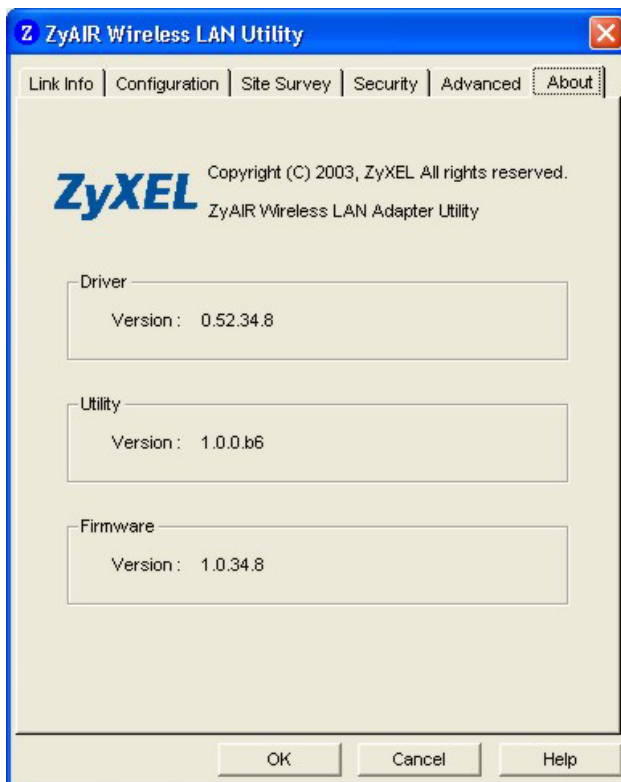 Z ZyAIR Wireless LAN Utility
Link Info Configuration Site Survey Security Advanced About
ZyXEL
Copyright (C) 2003, ZyXEL All rights reserved.
ZyAIR Wireless LAN Adapter Utility
Driver
Version : 0.52.34.8
Utility
Version : 1.0.0.b6
Firmware
Version : 1.0.34.8
OK Cancel Help